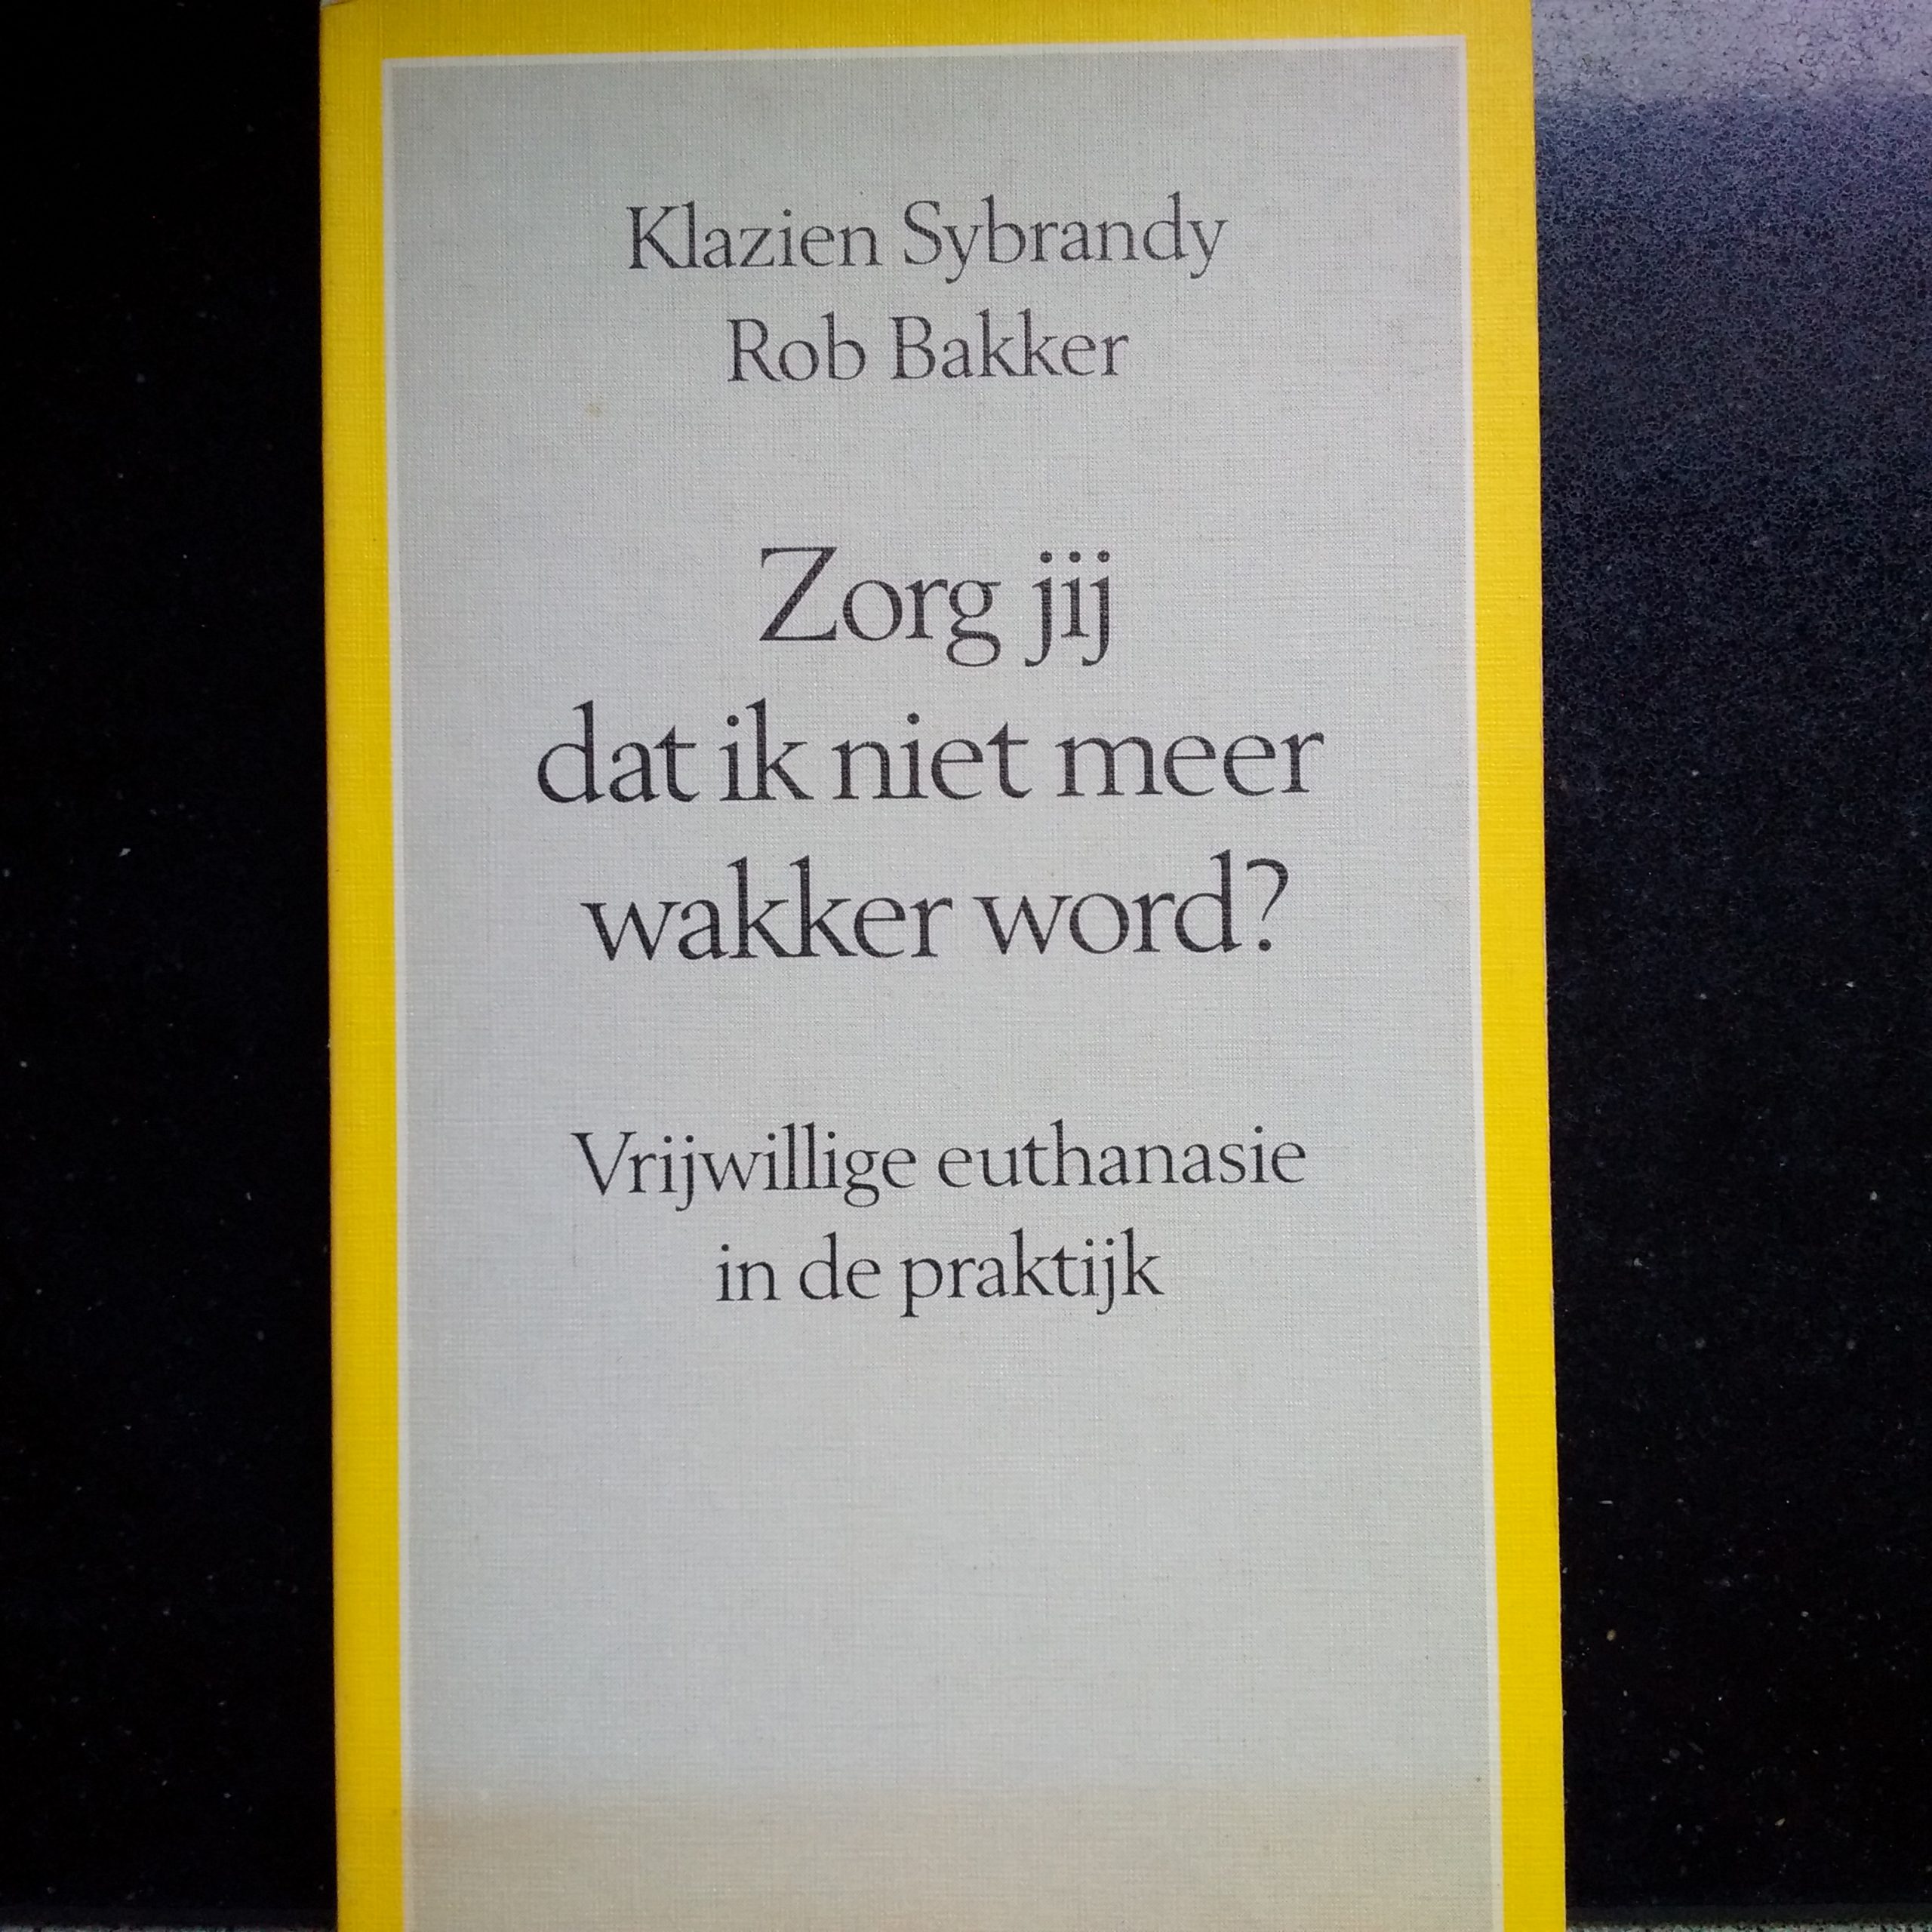 Klazien Sybrandy
Rob Bakker
Zorg jij
dat ik niet meer
wakker word?
Vrijwillige euthanasie
in de praktijk